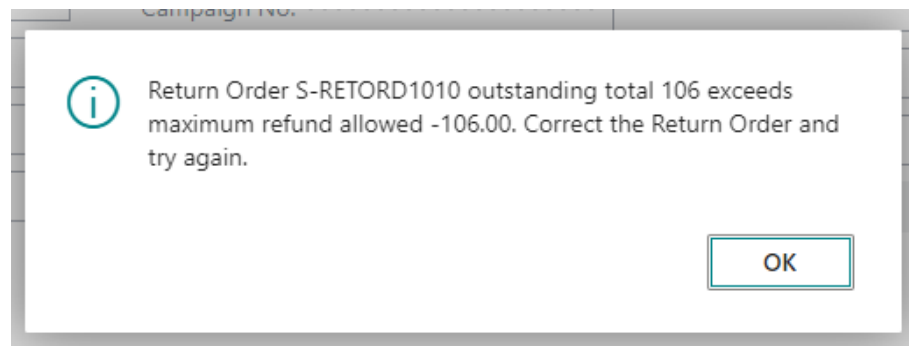 Campaign No.
Return Order S-RETORD1010 outstanding total 106 exceeds
maximum refund allowed -106.00. Correct the Return Order and
try again.
OK